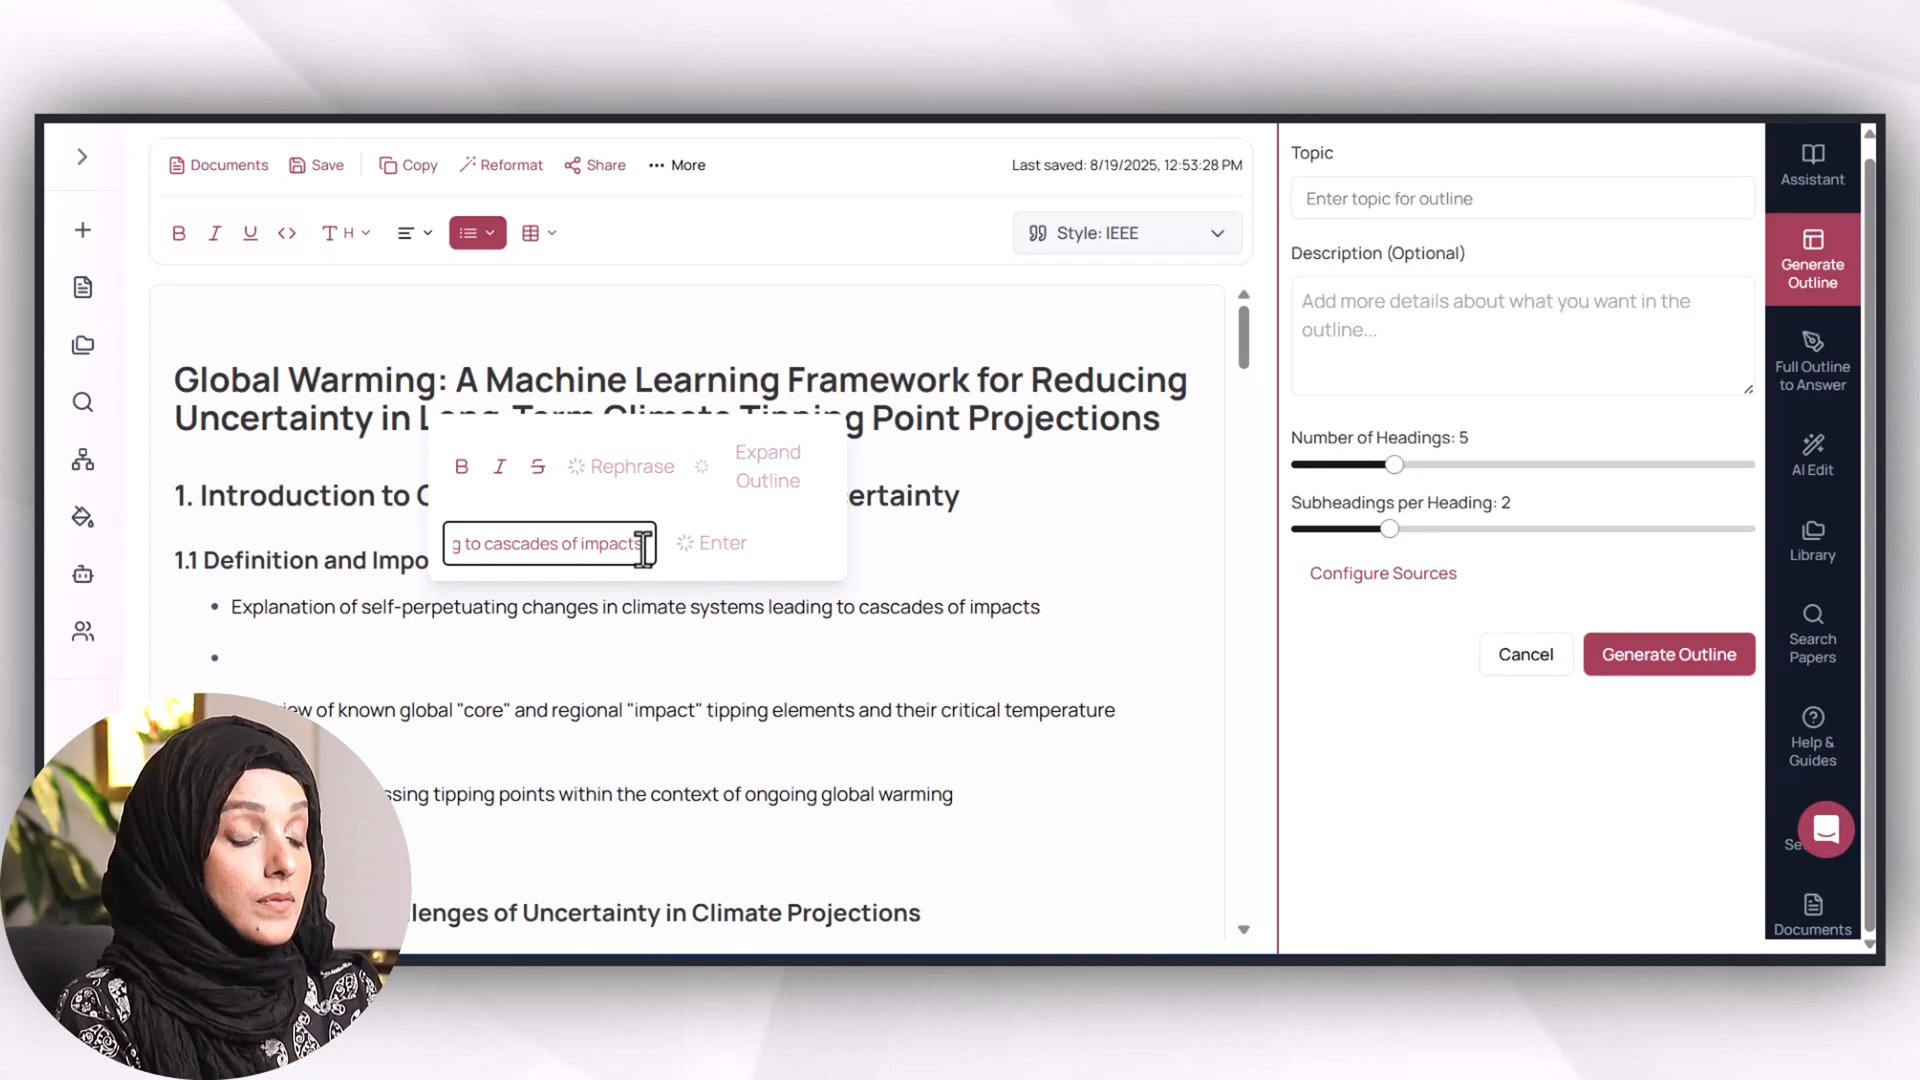 Documents
Save
Copy
Reformat
Share
More
Last saved: 8/19/2025, 12:53:28 PM
B I U <> T H
Style: IEEE
Global Warming: A Machine Learning Framework for Reducing
Uncertainty in Long-Term Climate Tipping Point Projections
B I S Rephrase
Expand
Outline
1. Introduction to C
ertainty
g to cascades of impacts
Enter
1.1 Definition and Impo
Explanation of self-perpetuating changes in climate systems leading to cascades of impacts
of known global "core" and regional "impact" tipping elements and their critical temperature
tipping points within the context of ongoing global warming
of Uncertainty in Climate Projections
Topic
Enter topic for outline
Description (Optional)
Add more details about what you want in the
outline...
Number of Headings: 5
Subheadings per Heading: 2
Configure Sources
Cancel
Generate Outline
Assistant
Generate
Outline
Full Outline
to Answer
AI Edit
Library
Search
Papers
Help &
Guides
Se
Documents